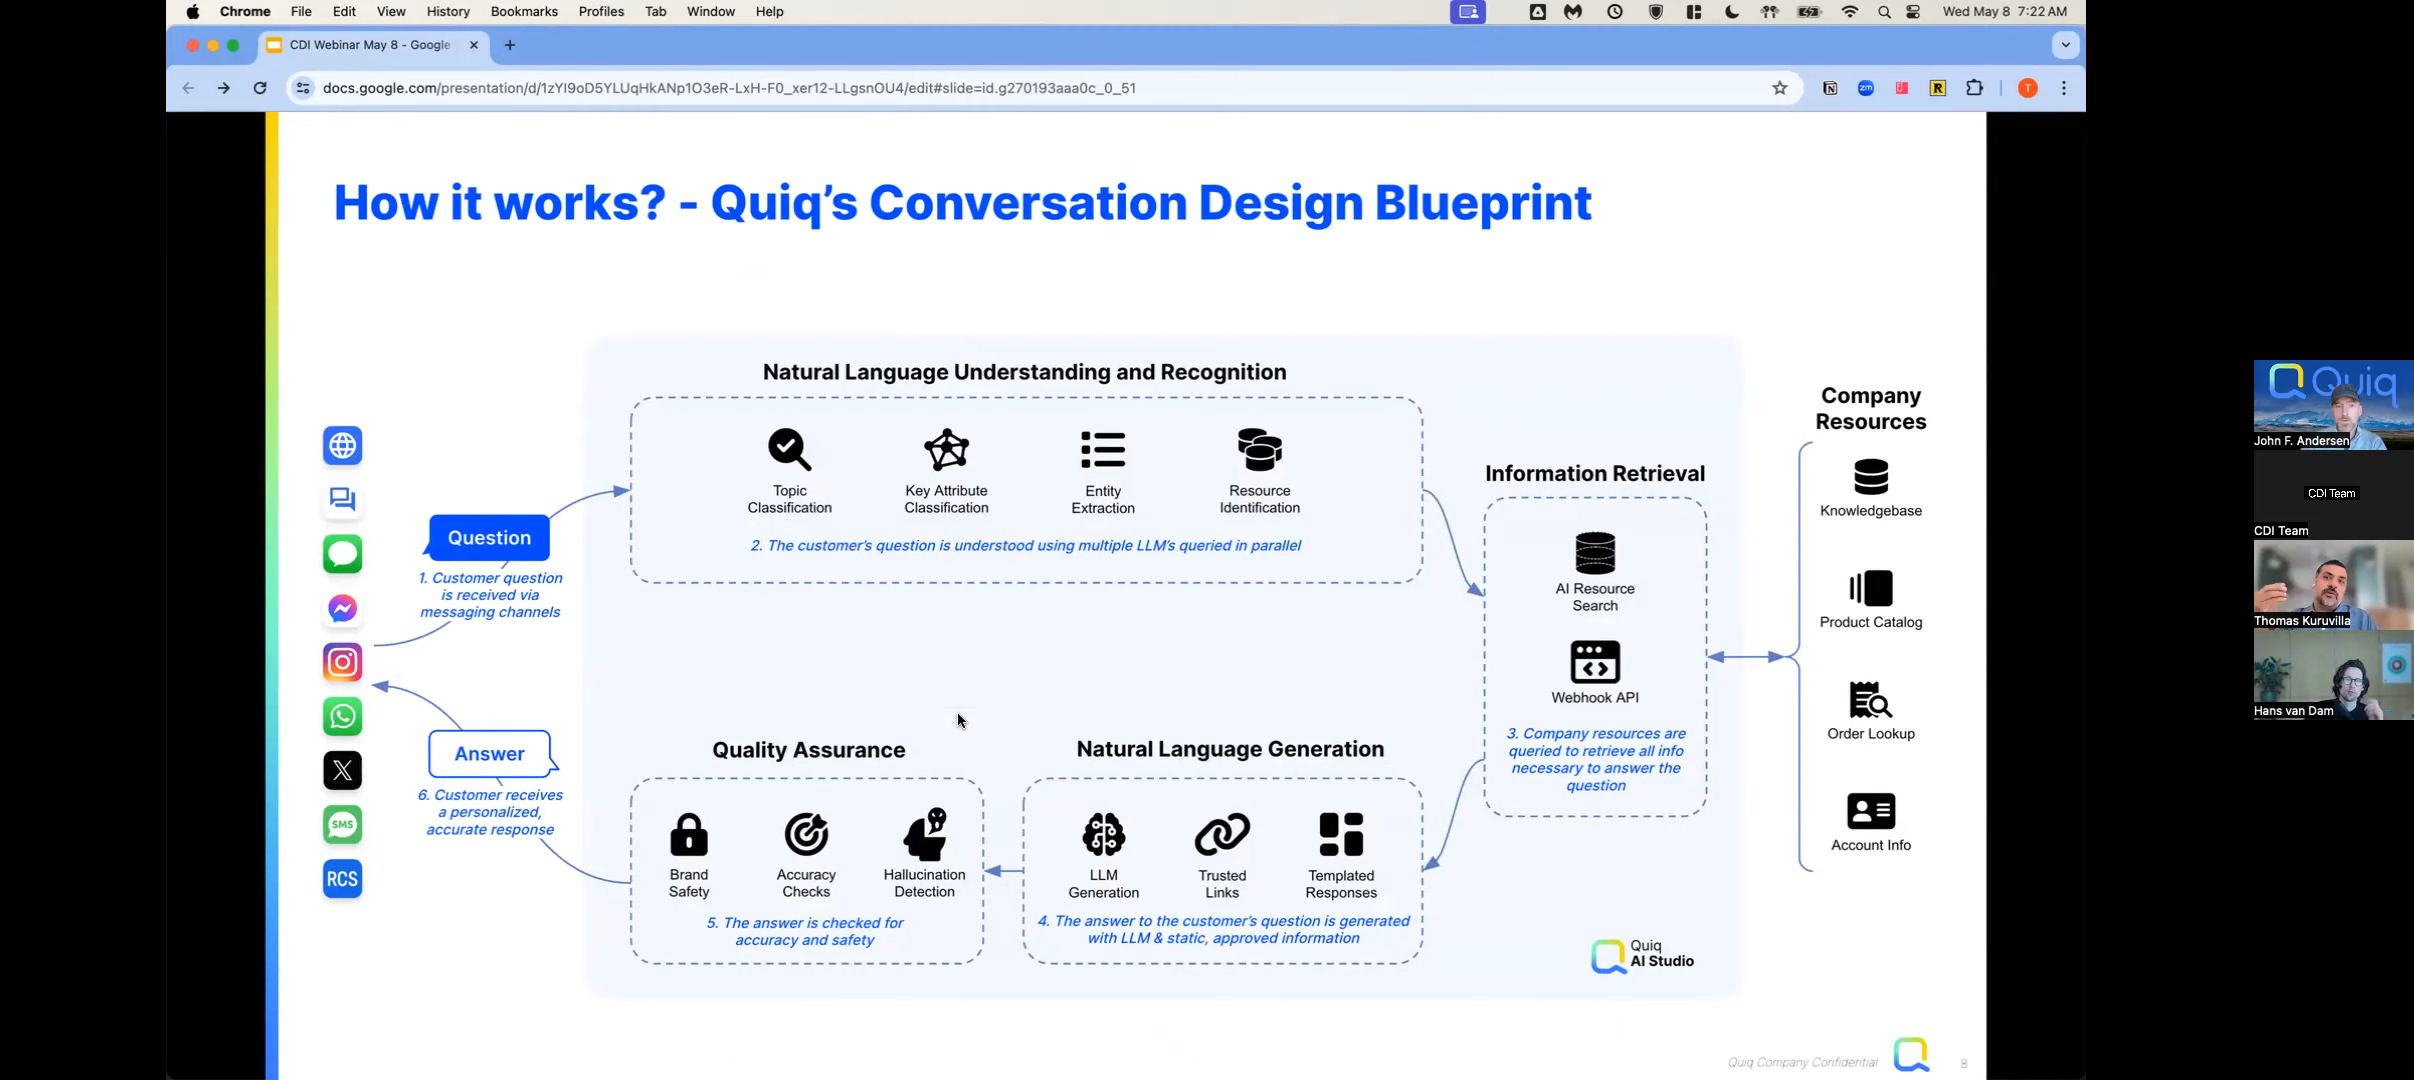 Chrome File Edit View History Bookmarks Profiles Tab Window Help
Wed May 8 7:22 AM
CDI Webinar May 8 - Google
docs.google.com/presentation/d/1zYI9oD5YLUqHkANp1O3eR-LxH-F0_xer12-LLgsnOU4/edit#slide=id.g270193aaa0c_0_51
zm
R
T
How it works? - Quiq's Conversation Design Blueprint
Natural Language Understanding and Recognition
Topic
Classification
Key Attribute
Classification
Entity
Extraction
Resource
Identification
2. The customer's question is understood using multiple LLM's queried in parallel
Question
1. Customer question
is received via
messaging channels
Information Retrieval
AI Resource
Search
Webhook API
3. Company resources are
queried to retrieve all info
necessary to answer the
question
Company
Resources
Knowledgebase
Product Catalog
Order Lookup
Account Info
Answer
6. Customer receives
a personalized,
accurate response
SMS
RCS
Quality Assurance
Brand
Safety
Accuracy
Checks
Hallucination
Detection
5. The answer is checked for
accuracy and safety
Natural Language Generation
LLM
Generation
Trusted
Links
Templated
Responses
4. The answer to the customer's question is generated
with LLM & static, approved information
Quiq
AI Studio
Quiq Company Confidential
8
Quiq
John F. Andersen
CDI Team
CDI Team
Thomas Kuruvilla
Hans van Dam